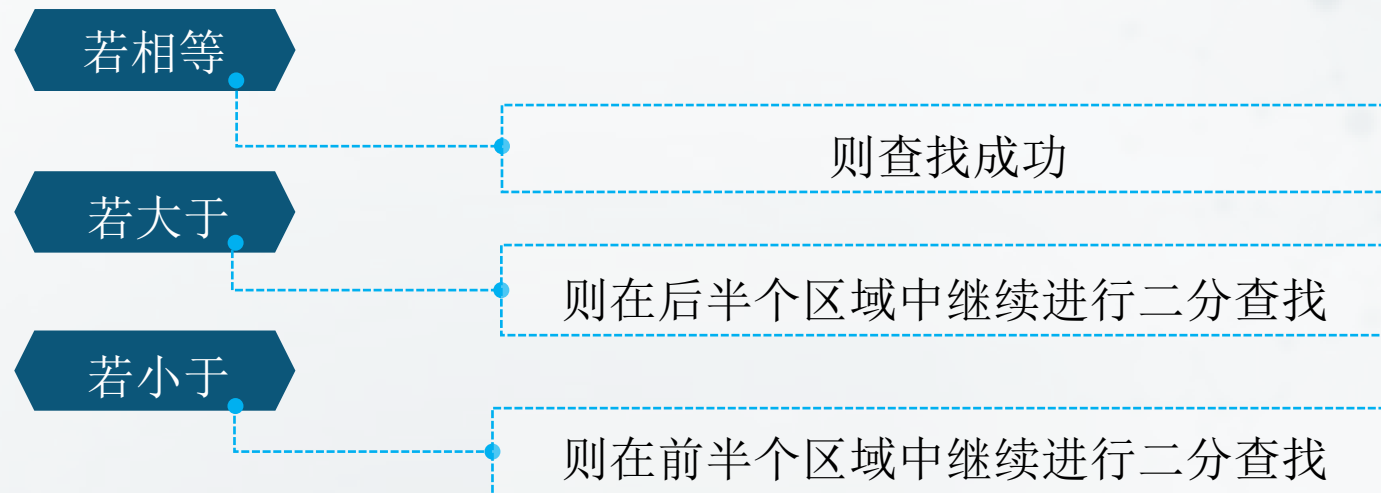 若相等
则查找成功
若大于
则在后半个区域中继续进行二分查找
若小于
则在前半个区域中继续进行二分查找